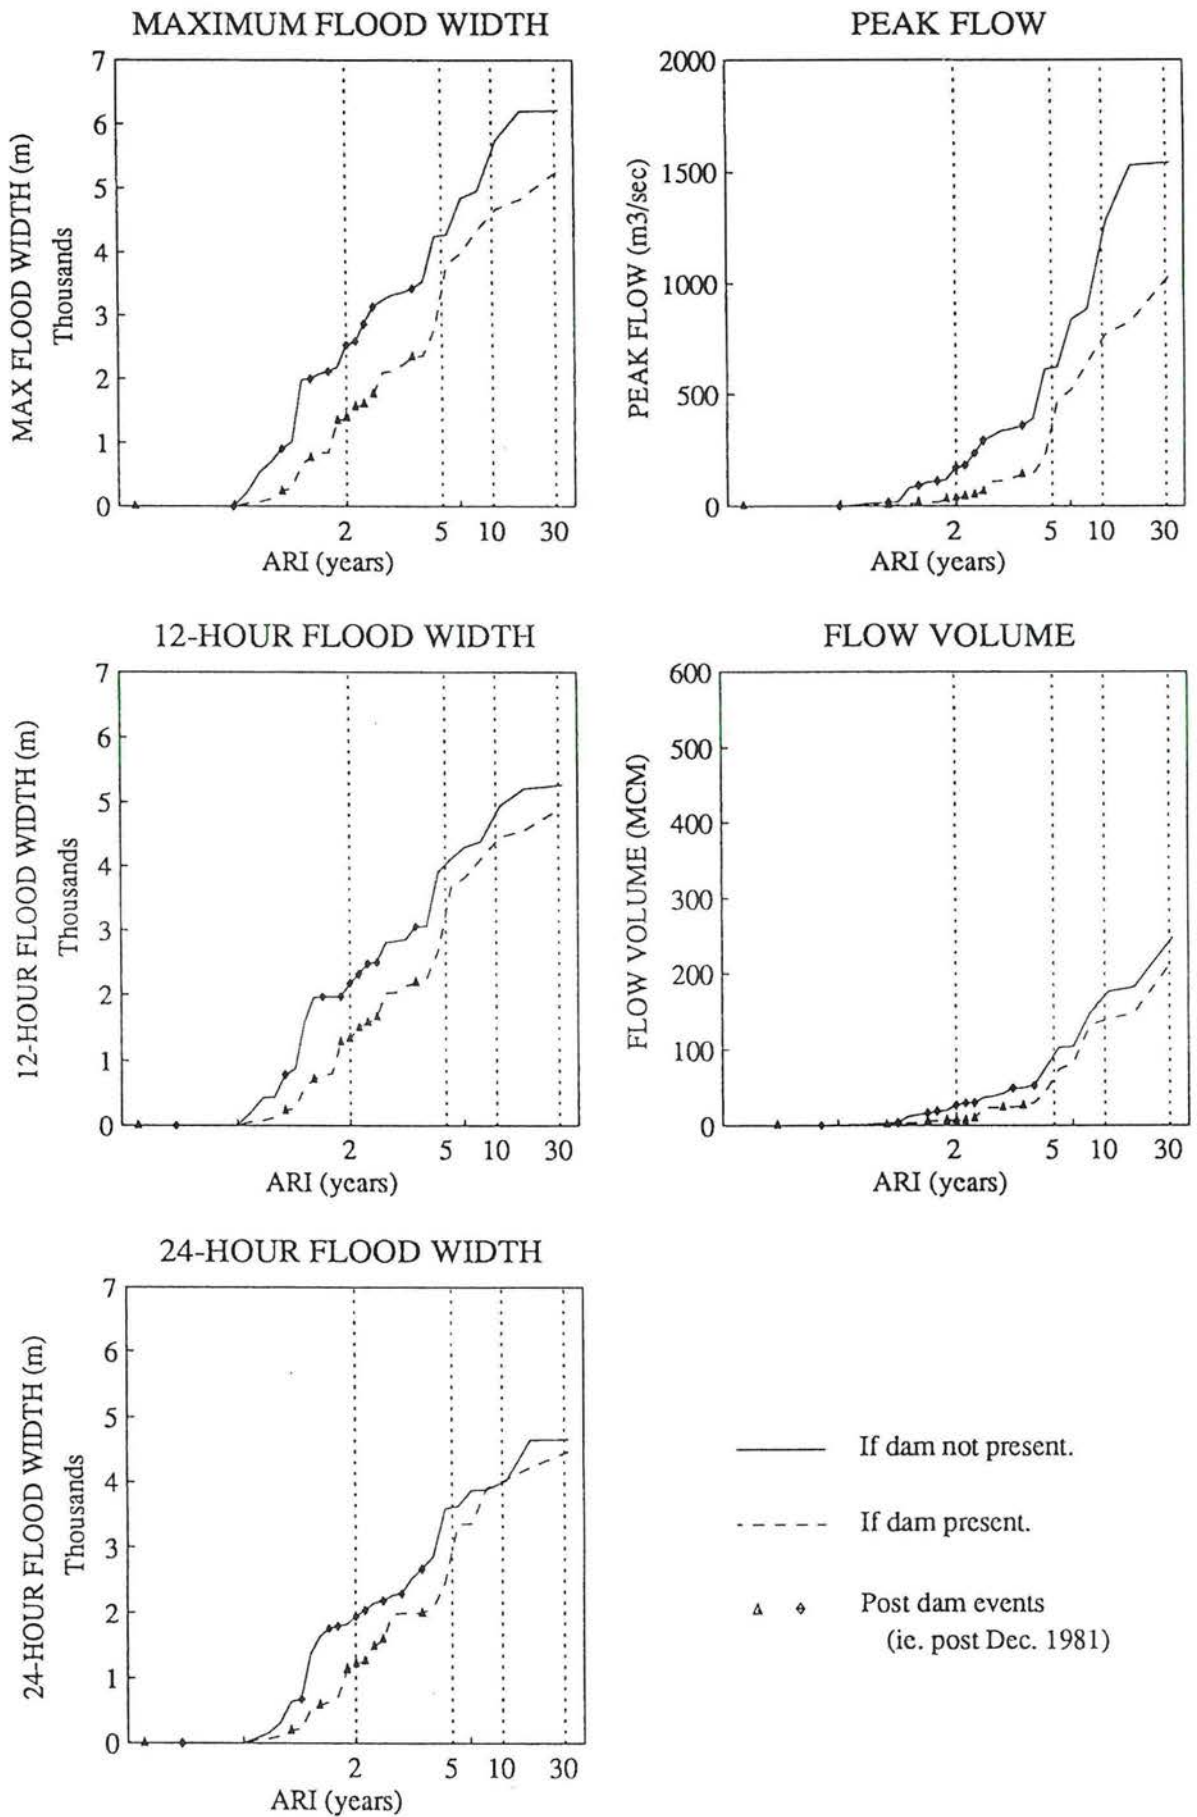 MAXIMUM FLOOD WIDTH
MAX FLOOD WIDTH (m)
Thousands
7
6
5
4
3
2
1
0
2 5 10 30
ARI (years)
PEAK FLOW
PEAK FLOW (m3/sec)
2000
1500
1000
500
0
2 5 10 30
ARI (years)
12-HOUR FLOOD WIDTH
12-HOUR FLOOD WIDTH (m)
Thousands
7
6
5
4
3
2
1
0
2 5 10 30
ARI (years)
FLOW VOLUME
FLOW VOLUME (MCM)
600
500
400
300
200
100
0
2 5 10 30
ARI (years)
24-HOUR FLOOD WIDTH
24-HOUR FLOOD WIDTH (m)
Thousands
7
6
5
4
3
2
1
0
2 5 10 30
ARI (years)
If dam not present.
If dam present.
Post dam events
(ie. post Dec. 1981)